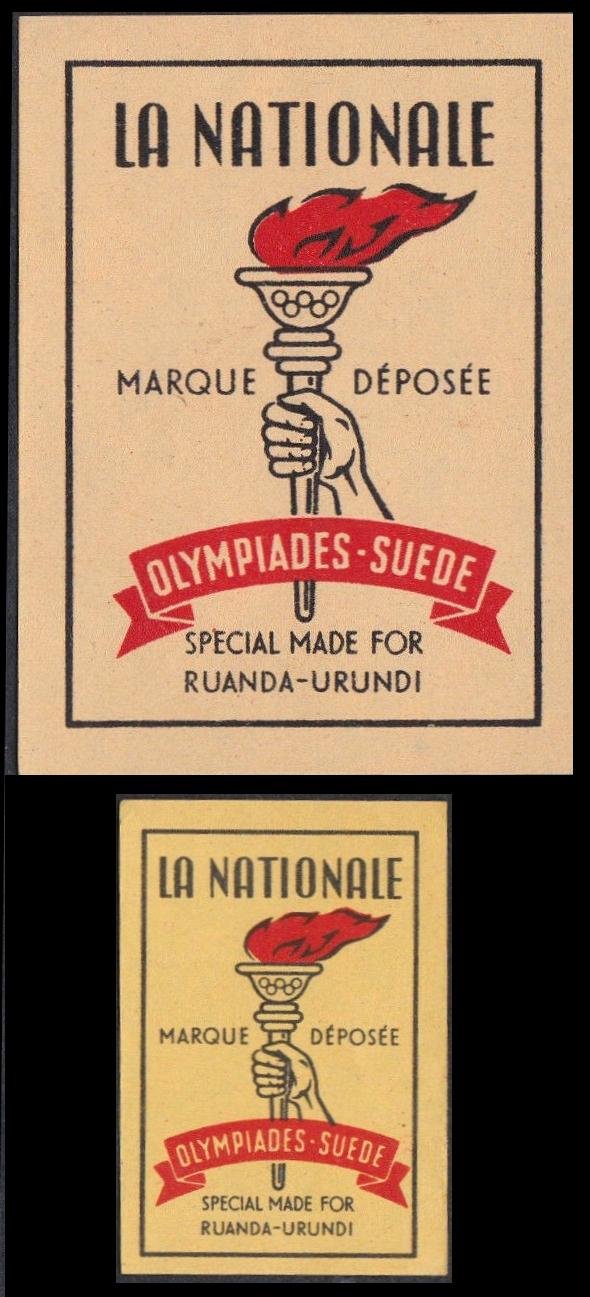 LA NATIONALE
MARQUE DÉPOSÉE
OLYMPIADES-SUEDE
SPECIAL MADE FOR
RUANDA-URUNDI
LA NATIONALE
MARQUE DÉPOSÉE
OLYMPIADES-SUEDE
SPECIAL MADE FOR
RUANDA-URUNDI